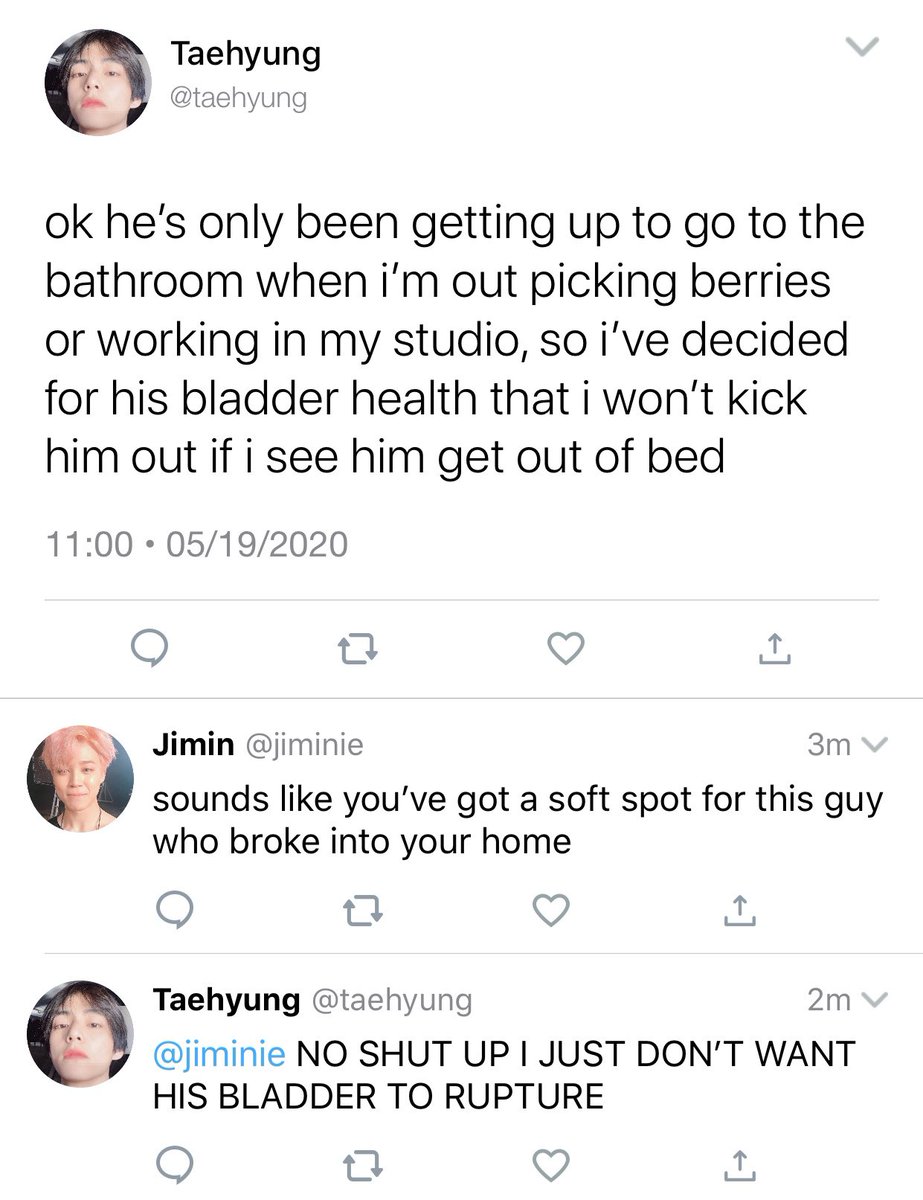 Taehyung
@taehyung
ok he’s only been getting up to go to the
bathroom when i’m out picking berries
or working in my studio, so i’ve decided
for his bladder health that i won’t kick
him out if i see him get out of bed
11:00 • 05/19/2020
Jimin @jiminie 3m
sounds like you’ve got a soft spot for this guy
who broke into your home
Taehyung @taehyung 2m
@jiminie NO SHUT UP I JUST DON’T WANT
HIS BLADDER TO RUPTURE